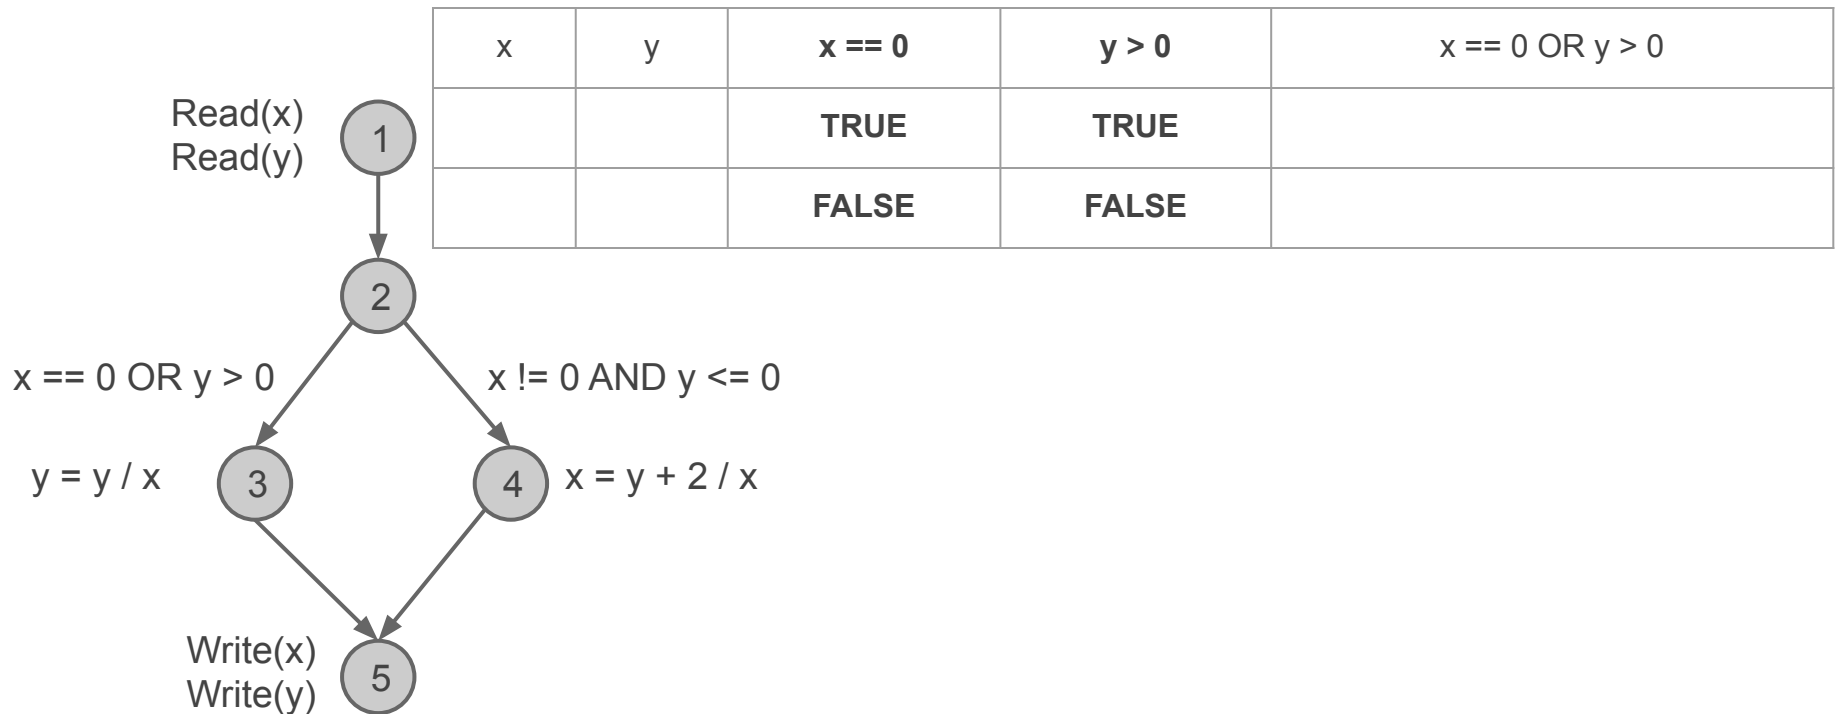 x y x == 0 y > 0 x == 0 OR y > 0
TRUE TRUE
FALSE FALSE
Read(x)
Read(y)
1
2
x == 0 OR y > 0
x != 0 AND y <= 0
y = y / x
3
4
x = y + 2 / x
Write(x)
Write(y)
5